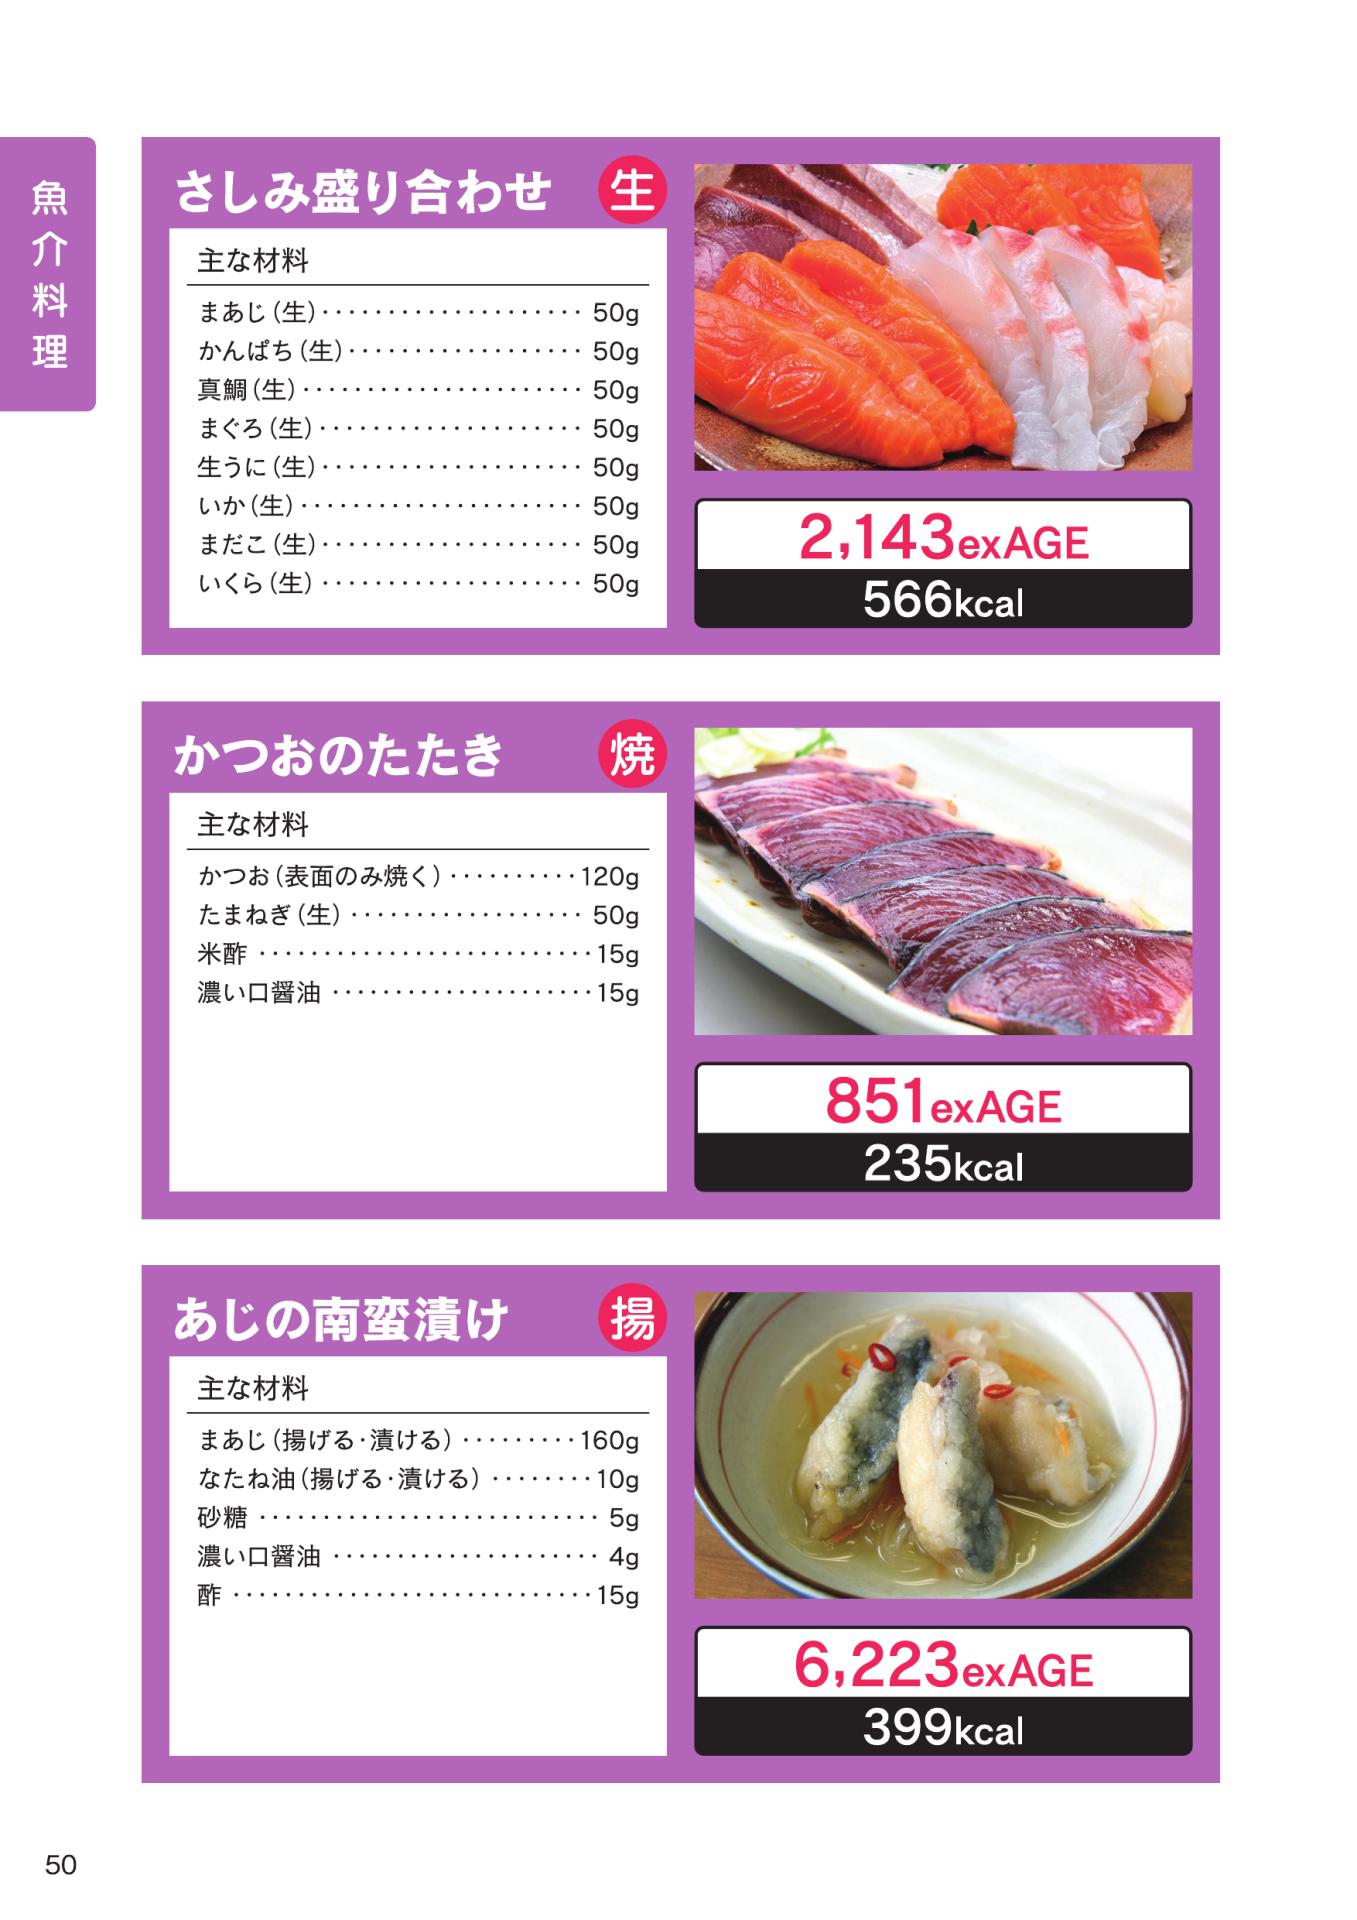 魚介料理
さしみ盛り合わせ 生
主な材料
まあじ（生）···················· 50g
かんぱち（生）·················· 50g
真鯛（生）······················ 50g
まぐろ（生）···················· 50g
生うに（生）···················· 50g
いか（生）······················ 50g
まだこ（生）···················· 50g
いくら（生）···················· 50g
2,143exAGE
566kcal
かつおのたたき 焼
主な材料
かつお（表面のみ焼く）··········120g
たまねぎ（生）·················· 50g
米酢 ··························15g
濃い口醤油 ·····················15g
851exAGE
235kcal
あじの南蛮漬け 揚
主な材料
まあじ（揚げる・漬ける）·········160g
なたね油（揚げる・漬ける）········10g
砂糖 ··························· 5g
濃い口醤油 ····················· 4g
酢 ····························15g
6,223exAGE
399kcal
50